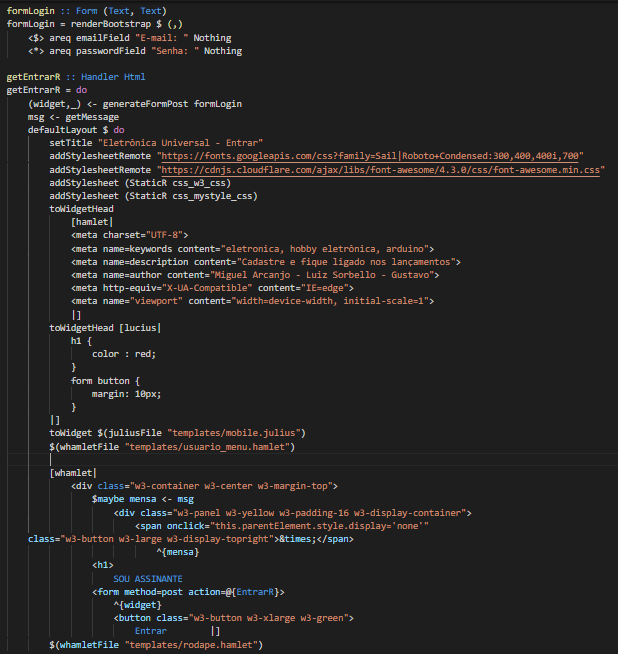 formLogin :: Form (Text, Text)
formLogin = renderBootstrap $ (,)
    <$> areq emailField "E-mail: " Nothing
    <*> areq passwordField "Senha: " Nothing

getEntrarR :: Handler Html
getEntrarR = do
    (widget,_) <- generateFormPost formLogin
    msg <- getMessage
    defaultLayout $ do
        setTitle "Eletrônica Universal - Entrar"
        addStylesheetRemote "https://fonts.googleapis.com/css?family=Sail|Roboto+Condensed:300,400,400i,700"
        addStylesheetRemote "https://cdnjs.cloudflare.com/ajax/libs/font-awesome/4.3.0/css/font-awesome.min.css"
        addStylesheet (StaticR css_w3_css)
        addStylesheet (StaticR css_mystyle_css)
        toWidgetHead
            [hamlet|
            <meta charset="UTF-8">
            <meta name=keywords content="eletronica, hobby eletrônica, arduino">
            <meta name=description content="Cadastre e fique ligado nos lançamentos">
            <meta name=author content="Miguel Arcanjo - Luiz Sorbello - Gustavo">
            <meta http-equiv="X-UA-Compatible" content="IE=edge">
            <meta name="viewport" content="width=device-width, initial-scale=1">
            |]
        toWidgetHead [lucius|
            h1 {
                color : red;
            }
            form button {
                margin: 10px;
            }
        |]
        toWidget $(juliusFile "templates/mobile.julius")
        $(whamletFile "templates/usuario_menu.hamlet")

        [whamlet|
            <div class="w3-container w3-center w3-margin-top">
                $maybe mensa <- msg
                    <div class="w3-panel w3-yellow w3-padding-16 w3-display-container">
                        <span onclick="this.parentElement.style.display='none'"
    class="w3-button w3-large w3-display-topright">&times;</span>
                            ^{mensa}
                <h1>
                    SOU ASSINANTE
                <form method=post action=@{EntrarR}>
                    ^{widget}
                    <button class="w3-button w3-xlarge w3-green">
                        Entrar        |]
        $(whamletFile "templates/rodape.hamlet")